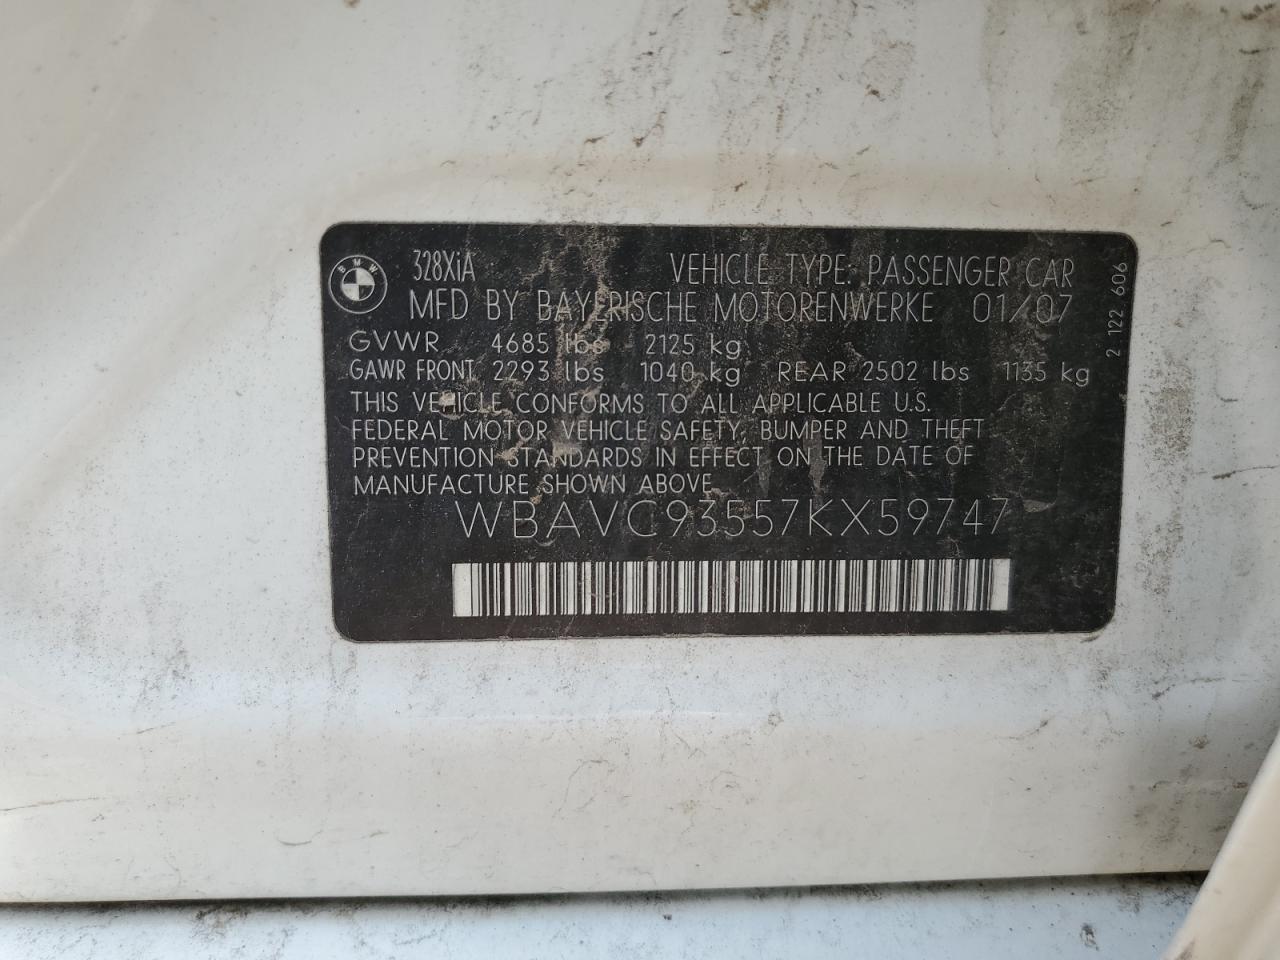 BMW
328XiA VEHICLE TYPE: PASSENGER CAR
MFD BY BAYERISCHE MOTORENWERKE 01/07
GVWR 4685 lbs 2125 kg
GAWR FRONT 2293 lbs 1040 kg REAR 2502 lbs 1135 kg
THIS VEHICLE CONFORMS TO ALL APPLICABLE U.S.
FEDERAL MOTOR VEHICLE SAFETY, BUMPER AND THEFT
PREVENTION STANDARDS IN EFFECT ON THE DATE OF
MANUFACTURE SHOWN ABOVE
WBAVC93557KX59747
2 122 606